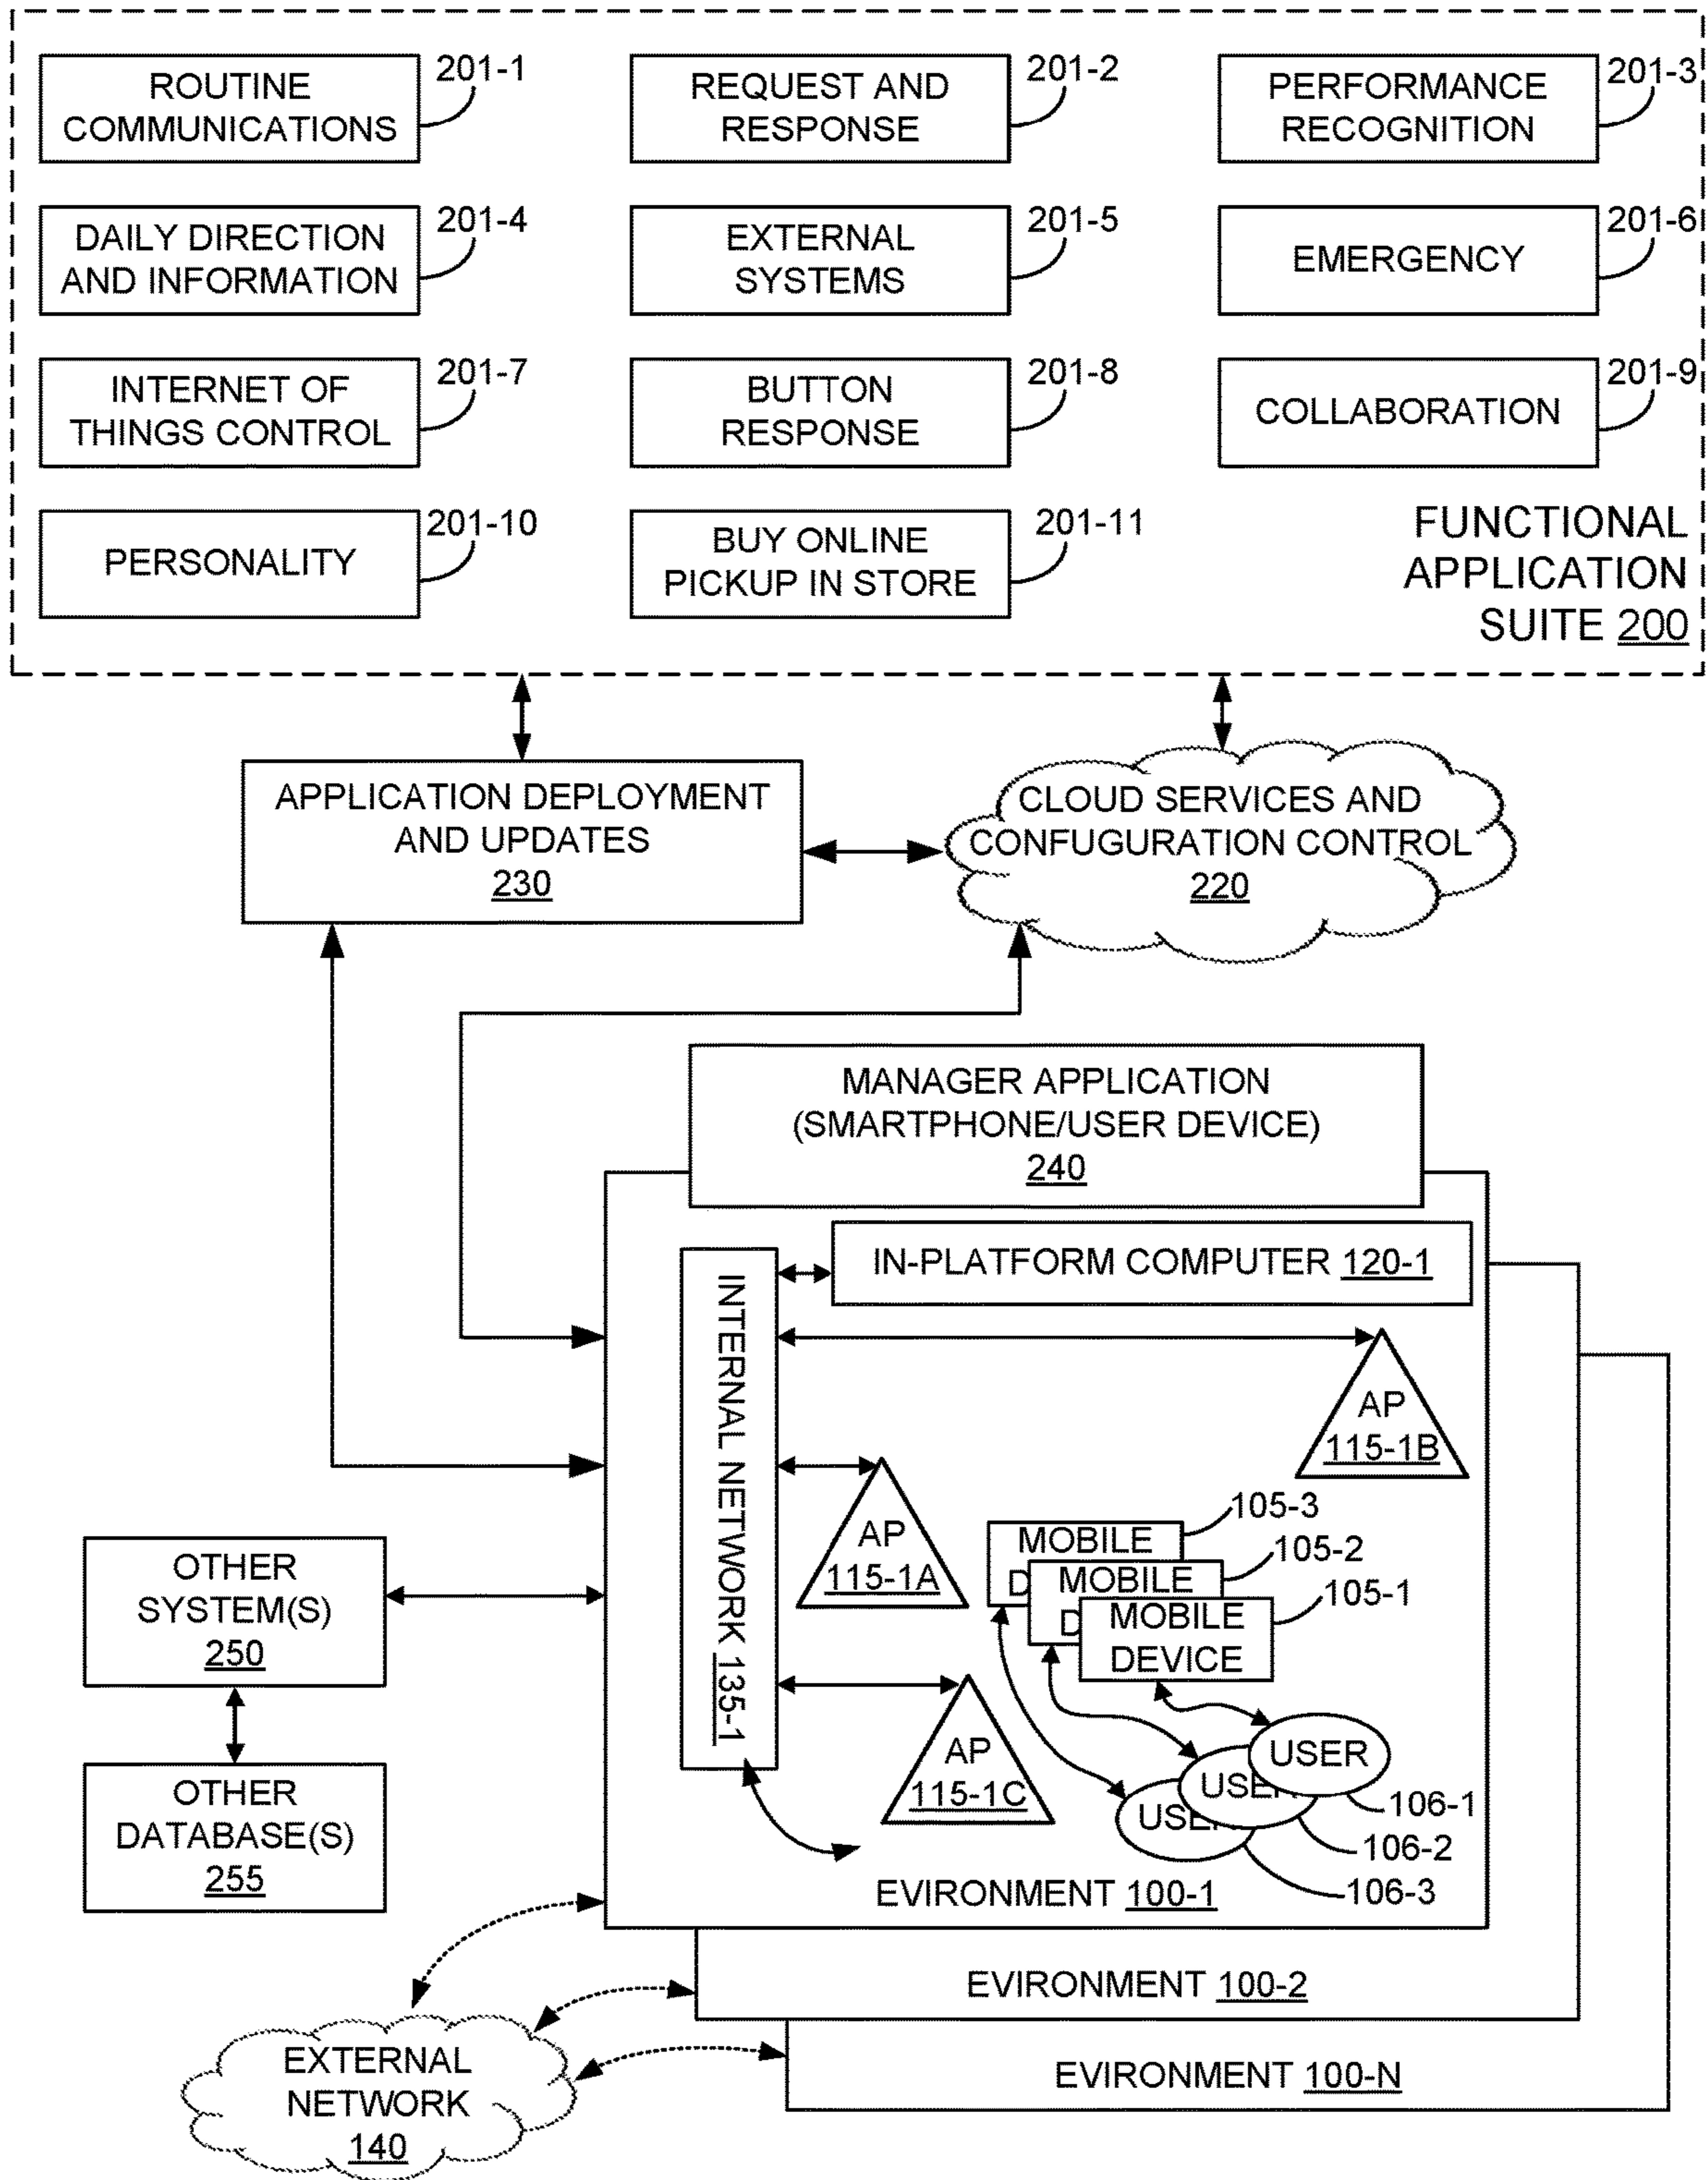 ROUTINE
COMMUNICATIONS
201-1
REQUEST AND
RESPONSE
201-2
PERFORMANCE
RECOGNITION
201-3
DAILY DIRECTION
AND INFORMATION
201-4
EXTERNAL
SYSTEMS
201-5
EMERGENCY
201-6
INTERNET OF
THINGS CONTROL
201-7
BUTTON
RESPONSE
201-8
COLLABORATION
201-9
PERSONALITY
201-10
BUY ONLINE
PICKUP IN STORE
201-11
FUNCTIONAL
APPLICATION
SUITE 200
APPLICATION DEPLOYMENT
AND UPDATES
230
CLOUD SERVICES AND
CONFUGURATION CONTROL
220
MANAGER APPLICATION
(SMARTPHONE/USER DEVICE)
240
IN-PLATFORM COMPUTER 120-1
INTERNAL NETWORK 135-1
AP
115-1B
AP
115-1A
AP
115-1C
MOBILE
D
105-3
MOBILE
D
105-2
MOBILE
DEVICE
105-1
USER
106-1
USER
106-2
USER
106-3
OTHER
SYSTEM(S)
250
OTHER
DATABASE(S)
255
EVIRONMENT 100-1
EVIRONMENT 100-2
EVIRONMENT 100-N
EXTERNAL
NETWORK
140